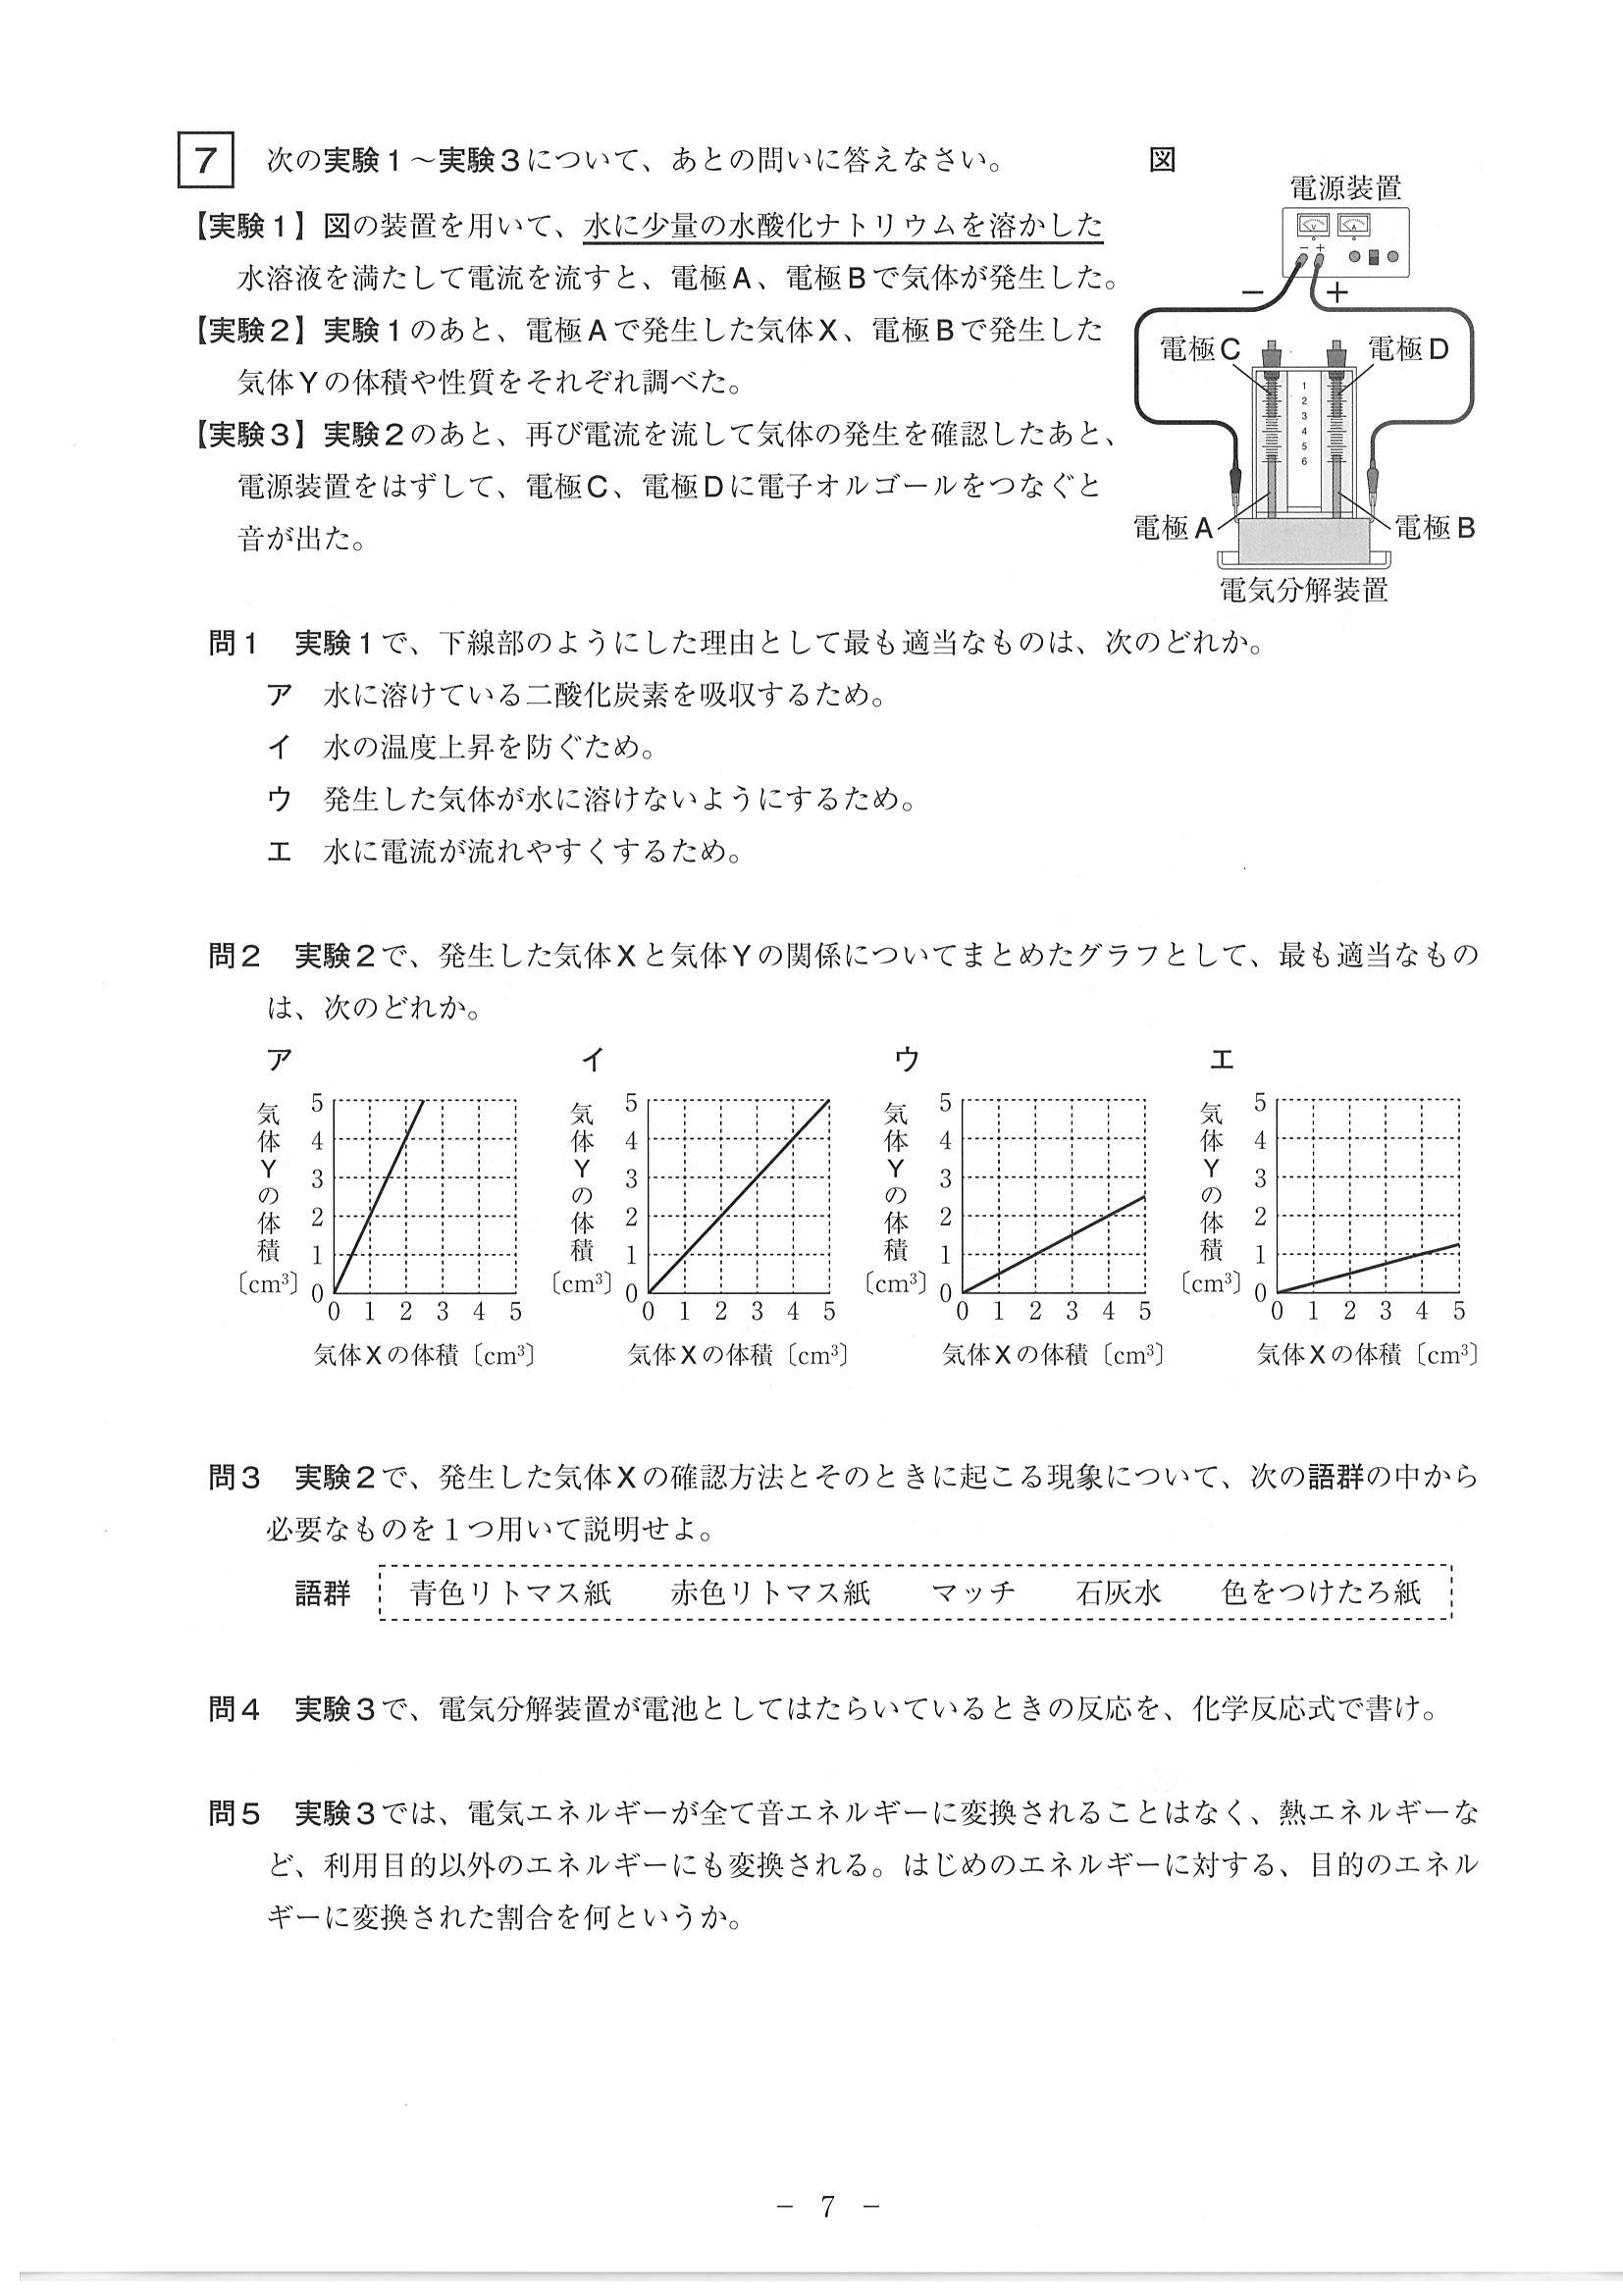 7 次の実験1～実験3について、あとの問いに答えなさい。
【実験1】図の装置を用いて、水に少量の水酸化ナトリウムを溶かした
水溶液を満たして電流を流すと、電極A、電極Bで気体が発生した。
【実験2】実験1のあと、電極Aで発生した気体X、電極Bで発生した
気体Yの体積や性質をそれぞれ調べた。
【実験3】実験2のあと、再び電流を流して気体の発生を確認したあと、
電源装置をはずして、電極C、電極Dに電子オルゴールをつなぐと
音が出た。
図
電源装置
V A
－ ＋
－ ＋
電極C 電極D
1
2
3
4
5
6
電極A 電極B
電気分解装置
問1 実験1で、下線部のようにした理由として最も適当なものは、次のどれか。
ア 水に溶けている二酸化炭素を吸収するため。
イ 水の温度上昇を防ぐため。
ウ 発生した気体が水に溶けないようにするため。
エ 水に電流が流れやすくするため。
問2 実験2で、発生した気体Xと気体Yの関係についてまとめたグラフとして、最も適当なもの
は、次のどれか。
ア
気体Yの体積〔cm³〕
5
4
3
2
1
0
0 1 2 3 4 5
気体Xの体積〔cm³〕
イ
気体Yの体積〔cm³〕
5
4
3
2
1
0
0 1 2 3 4 5
気体Xの体積〔cm³〕
ウ
気体Yの体積〔cm³〕
5
4
3
2
1
0
0 1 2 3 4 5
気体Xの体積〔cm³〕
エ
気体Yの体積〔cm³〕
5
4
3
2
1
0
0 1 2 3 4 5
気体Xの体積〔cm³〕
問3 実験2で、発生した気体Xの確認方法とそのときに起こる現象について、次の語群の中から
必要なものを1つ用いて説明せよ。
語群 青色リトマス紙 赤色リトマス紙 マッチ 石灰水 色をつけたろ紙
問4 実験3で、電気分解装置が電池としてはたらいているときの反応を、化学反応式で書け。
問5 実験3では、電気エネルギーが全て音エネルギーに変換されることはなく、熱エネルギーな
ど、利用目的以外のエネルギーにも変換される。はじめのエネルギーに対する、目的のエネル
ギーに変換された割合を何というか。
－ 7 －